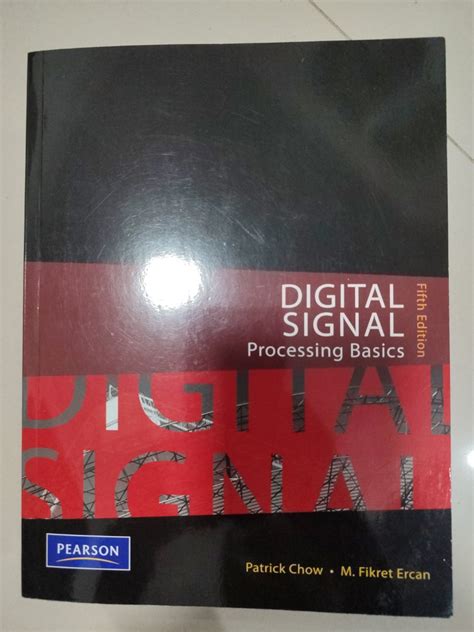 DIGITAL
SIGNAL
Processing Basics
Fifth Edition
DIGITAL
SIGNAL
PEARSON
Patrick Chow • M. Fikret Ercan